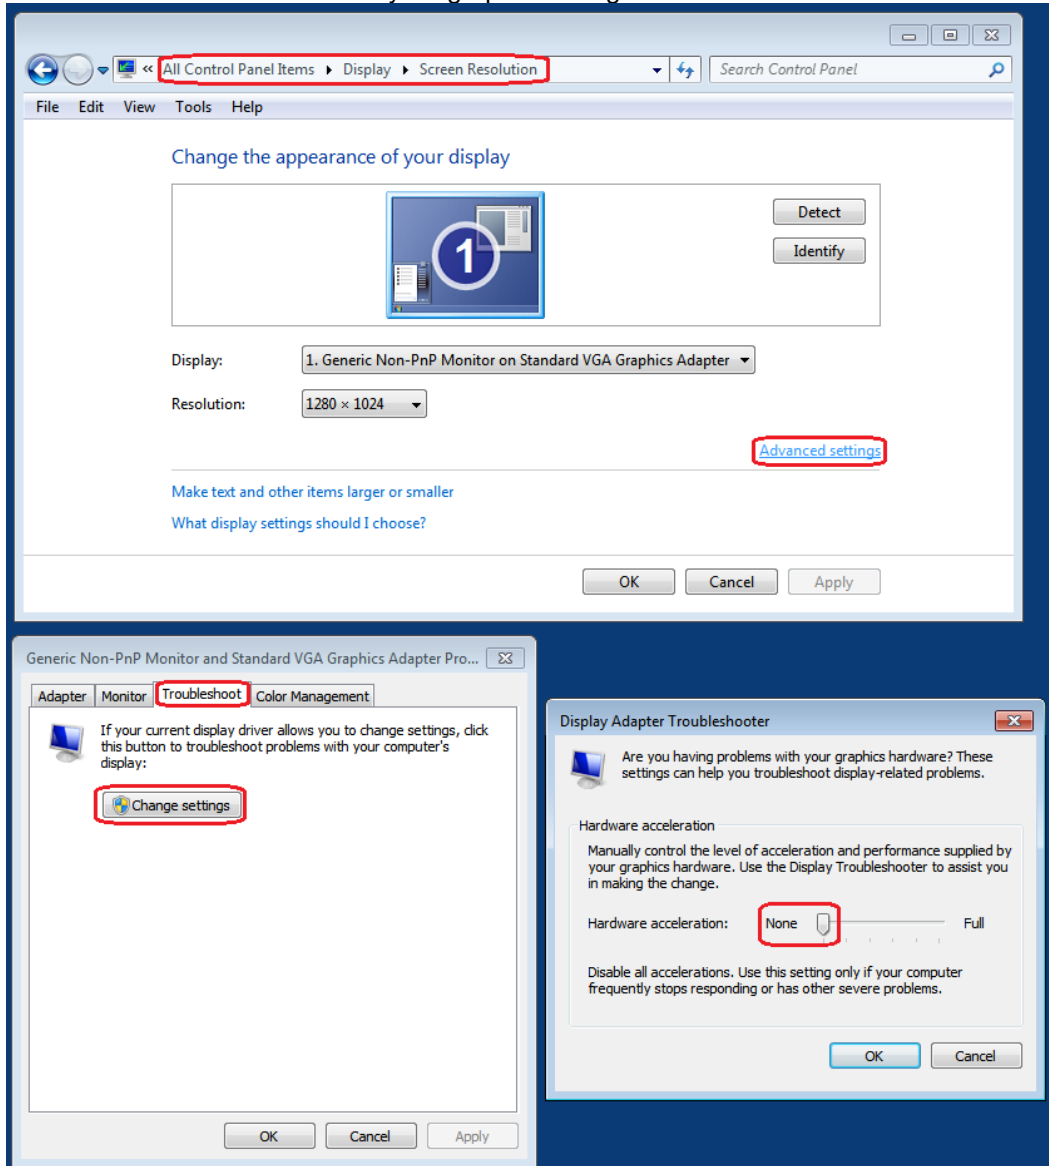 « All Control Panel Items ▸ Display ▸ Screen Resolution
Search Control Panel
File Edit View Tools Help
Change the appearance of your display
1
Detect
Identify
Display: 1. Generic Non-PnP Monitor on Standard VGA Graphics Adapter
Resolution: 1280 × 1024
Advanced settings
Make text and other items larger or smaller
What display settings should I choose?
OK Cancel Apply
Generic Non-PnP Monitor and Standard VGA Graphics Adapter Pro...
Adapter Monitor Troubleshoot Color Management
If your current display driver allows you to change settings, click
this button to troubleshoot problems with your computer's
display:
Change settings
OK Cancel Apply
Display Adapter Troubleshooter
Are you having problems with your graphics hardware? These
settings can help you troubleshoot display-related problems.
Hardware acceleration
Manually control the level of acceleration and performance supplied by
your graphics hardware. Use the Display Troubleshooter to assist you
in making the change.
Hardware acceleration: None Full
Disable all accelerations. Use this setting only if your computer
frequently stops responding or has other severe problems.
OK Cancel